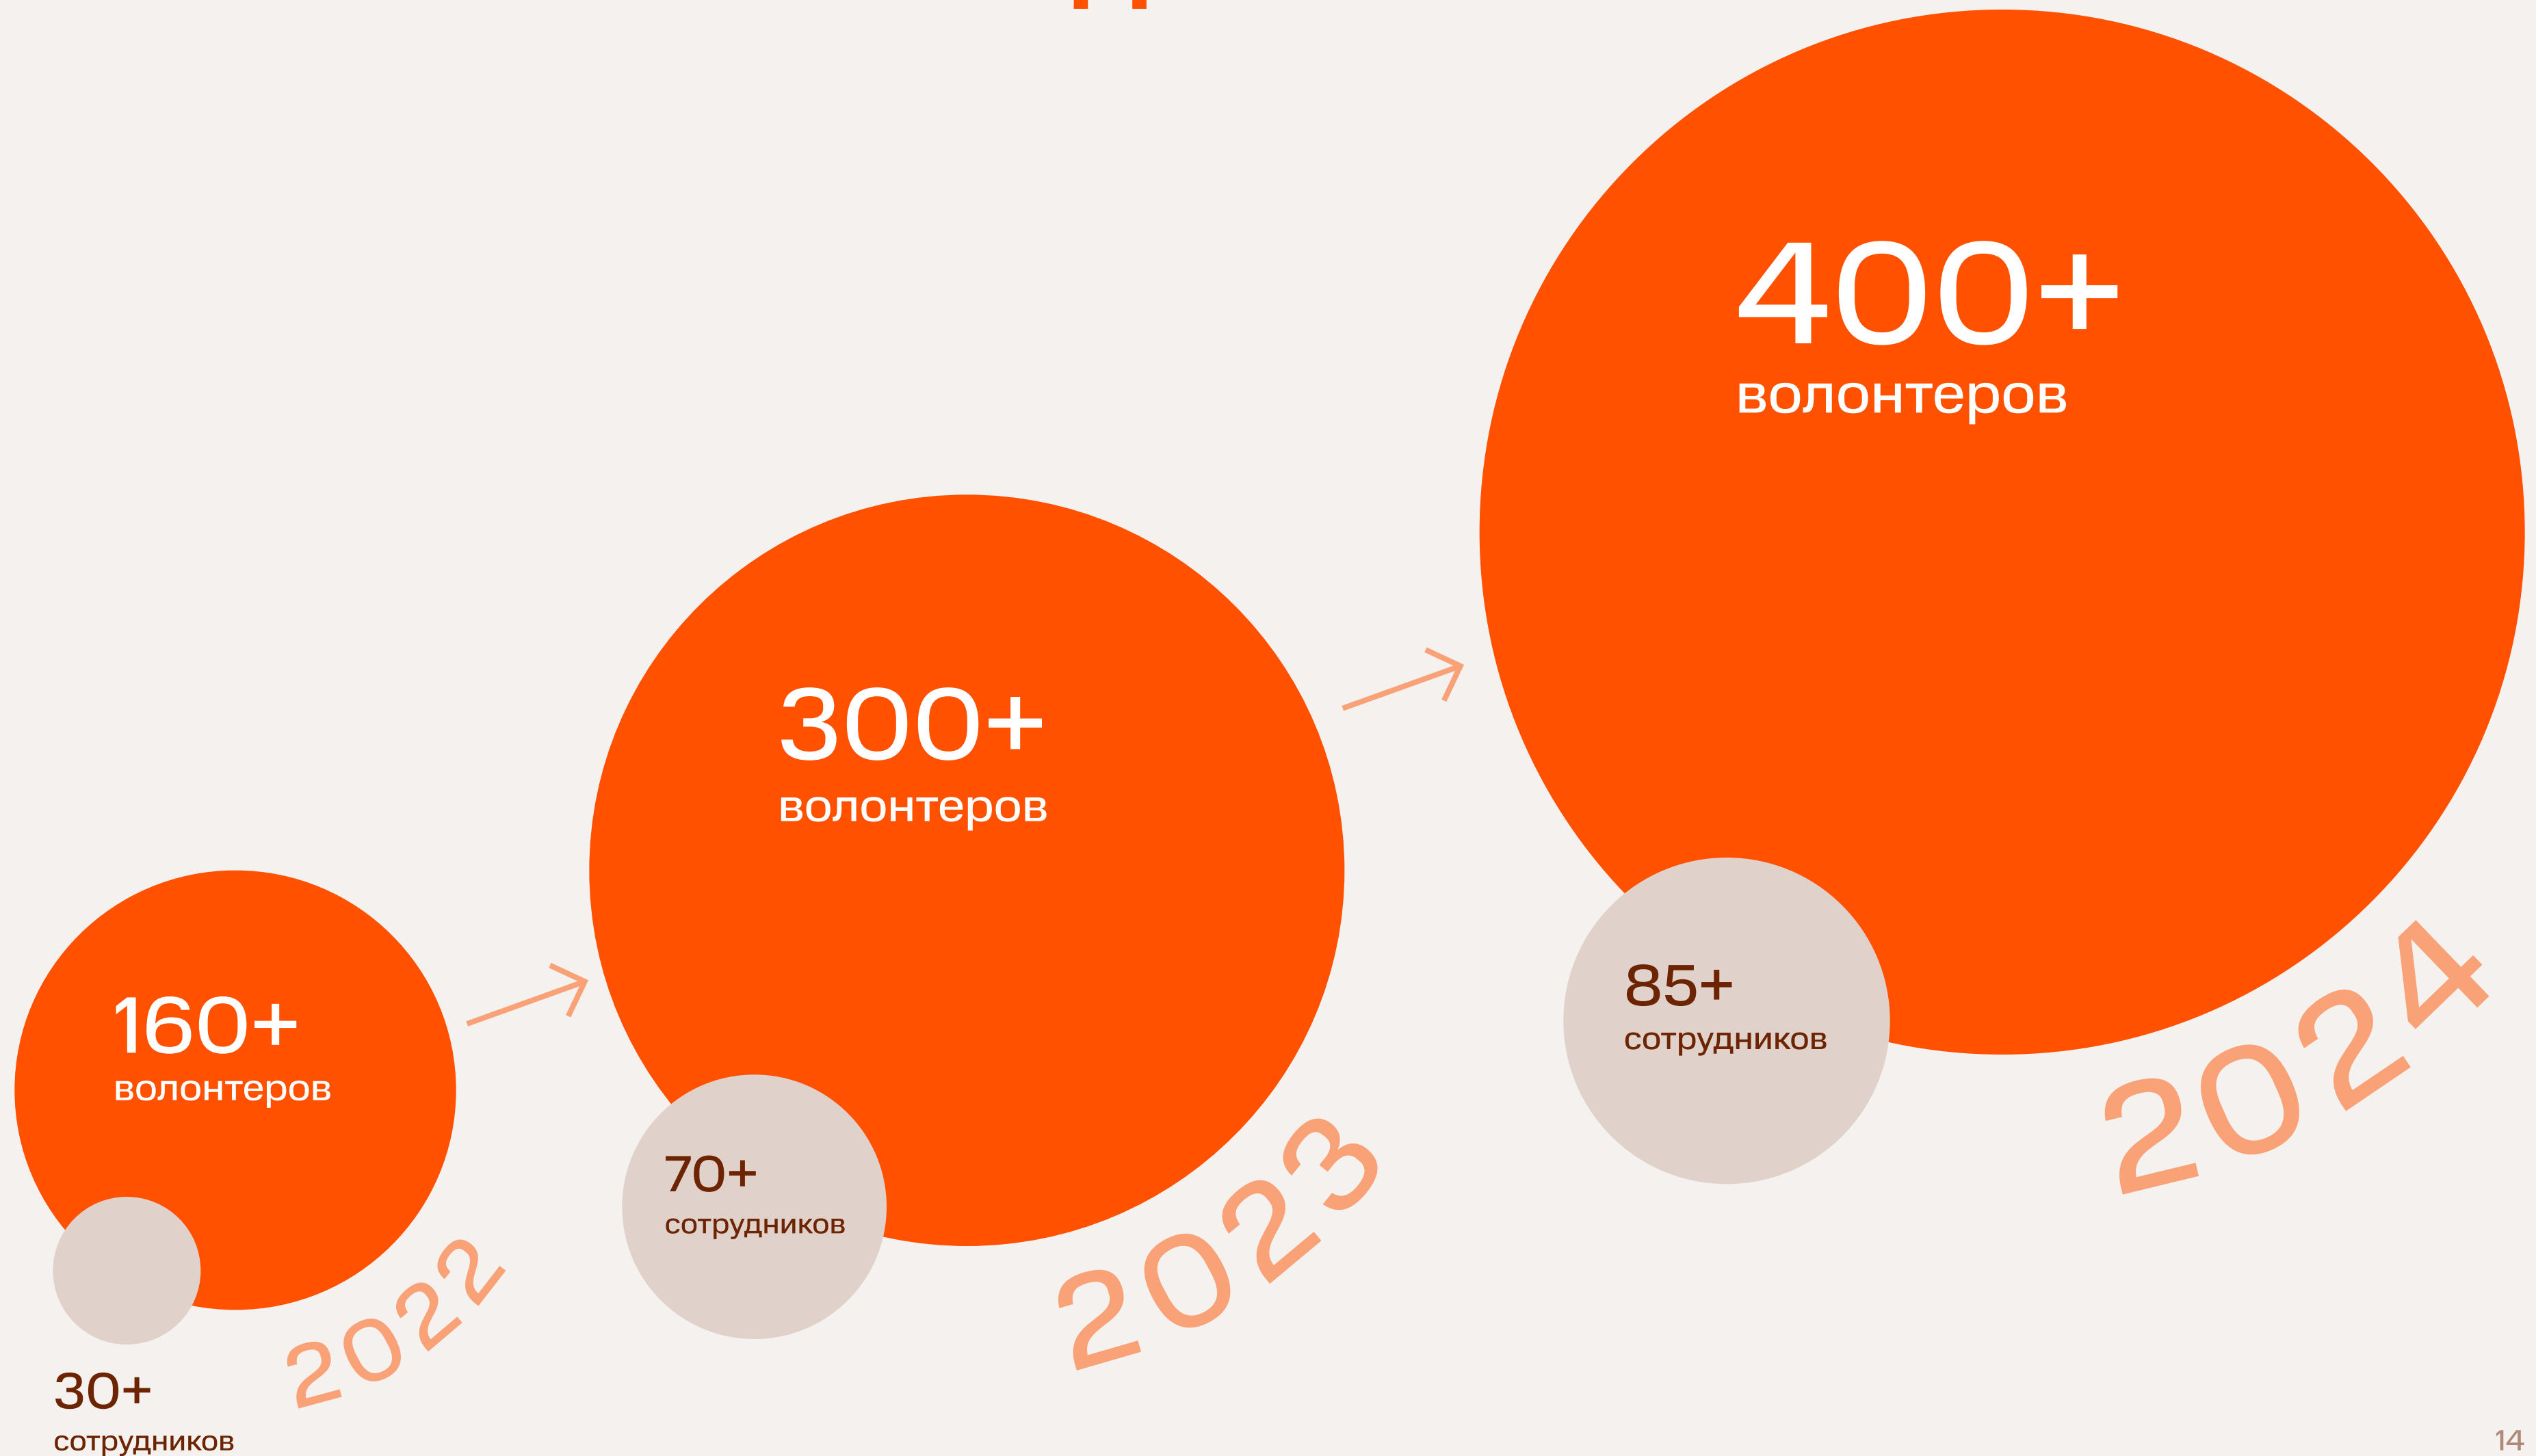 160+
волонтеров
30+
сотрудников
2022
300+
волонтеров
70+
сотрудников
2023
400+
волонтеров
85+
сотрудников
2024
14